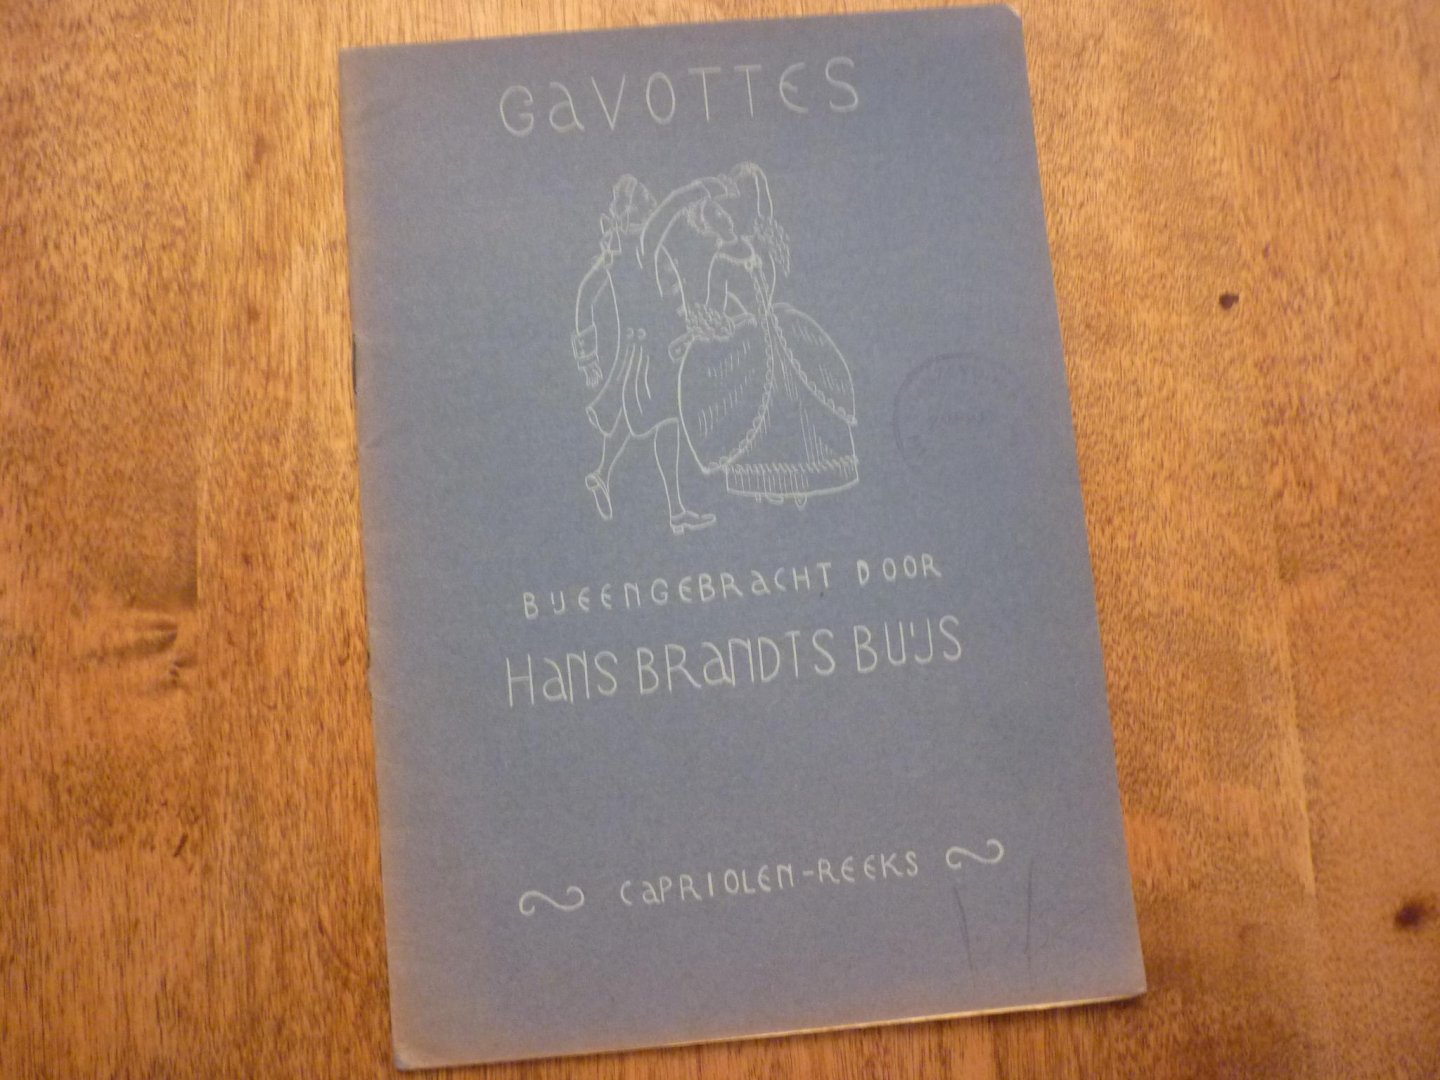 GaVOTTES
BIJEENGEBRACHT DOOR
HaNS BRaNDTS BUIJS
CaPRIOLEN-REEKS